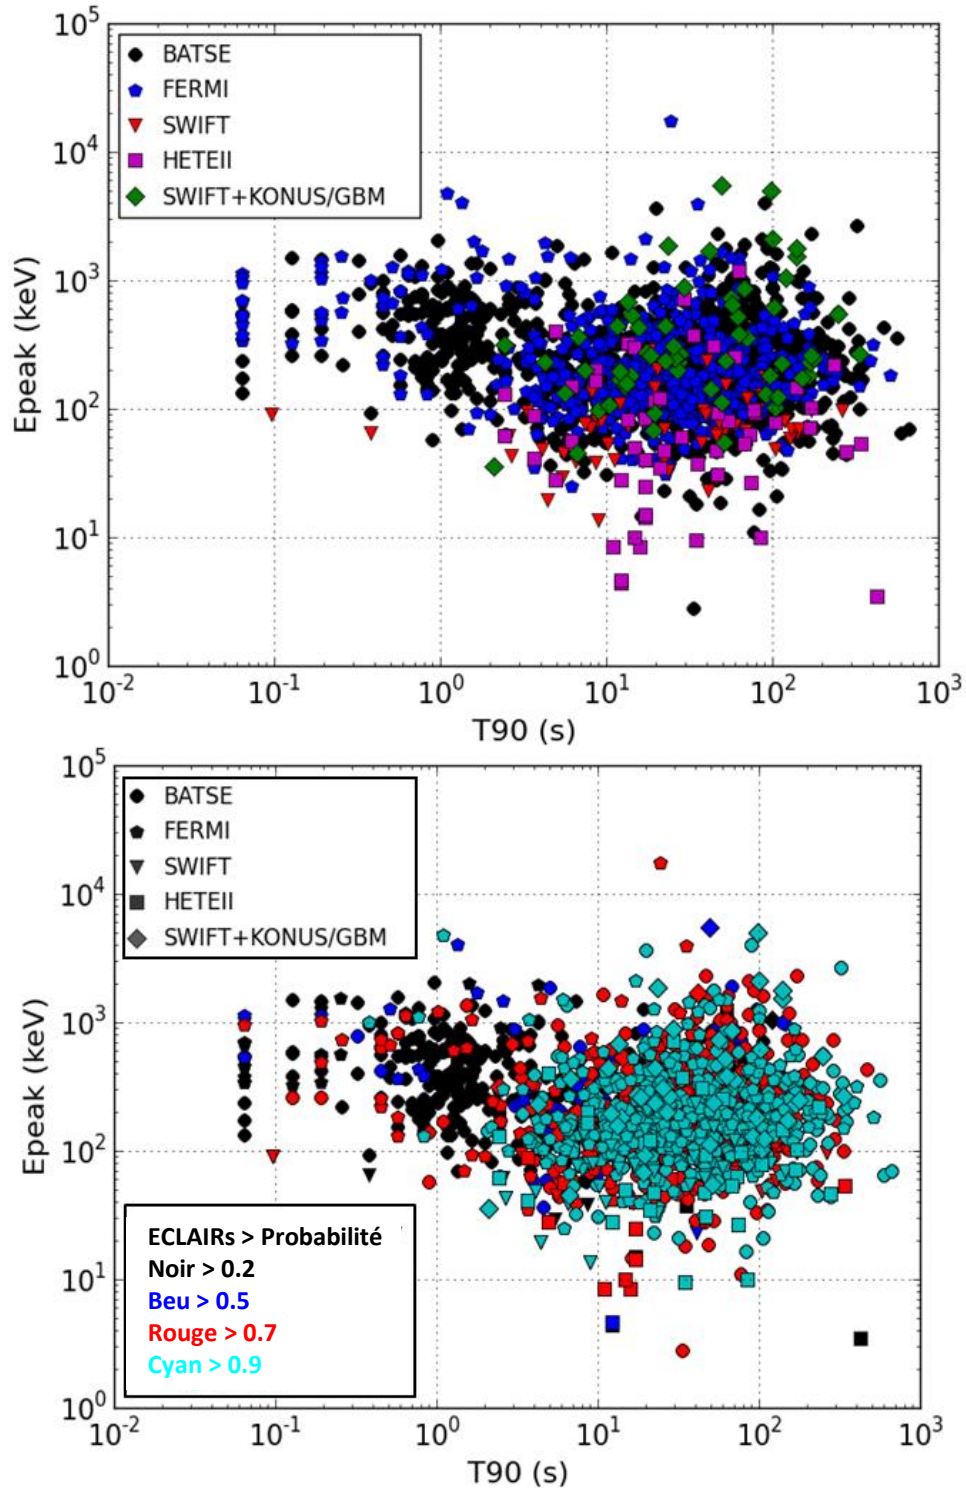 10^5
10^4
10^3
10^2
10^1
10^0
Epeak (keV)
BATSE
FERMI
SWIFT
HETEII
SWIFT+KONUS/GBM
10^-2 10^-1 10^0 10^1 10^2 10^3
T90 (s)
10^5
10^4
10^3
10^2
10^1
10^0
Epeak (keV)
BATSE
FERMI
SWIFT
HETEII
SWIFT+KONUS/GBM
ECLAIRs > Probabilité
Noir > 0.2
Beu > 0.5
Rouge > 0.7
Cyan > 0.9
10^-2 10^-1 10^0 10^1 10^2 10^3
T90 (s)